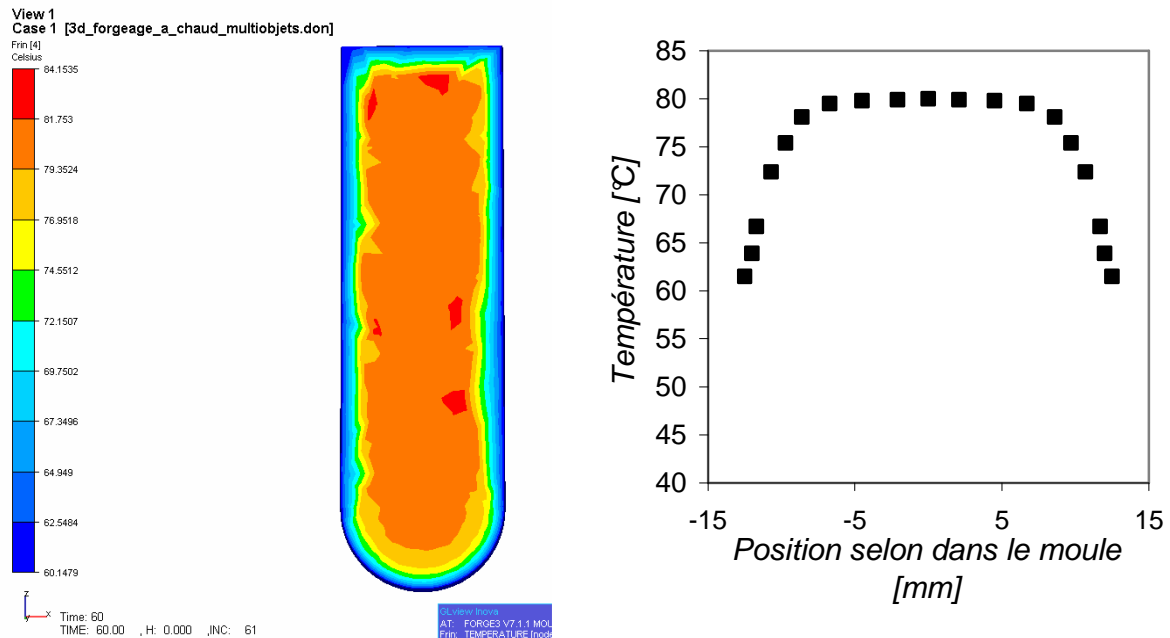 View 1
Case 1 [3d_forgeage_a_chaud_multiobjets.don]
Frin [4]
Celsius
84.1535
81.753
79.3524
76.9518
74.5512
72.1507
69.7502
67.3496
64.949
62.5484
60.1479
z
x
y
Time: 60
TIME: 60.00 , H: 0.000 ,INC: 61
GLview Inova
AT: FORGE3 V7.1.1 MOU
Frin: TEMPERATURE [node
Température [°C]
85
80
75
70
65
60
55
50
45
40
-15 -5 5 15
Position selon dans le moule
[mm]